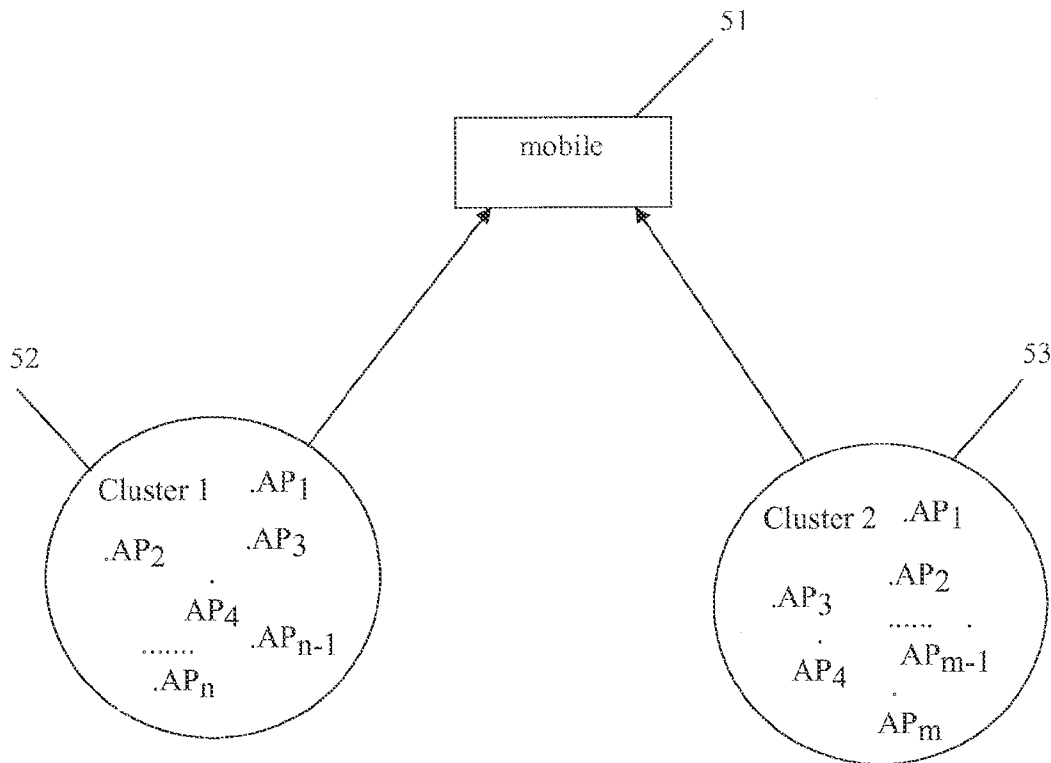 51
mobile
52
53
Cluster 1
.AP1
.AP2
.AP3
AP4
.APn-1
.......
.APn
Cluster 2
.AP1
.AP2
.AP3
......
AP4
APm-1
APm